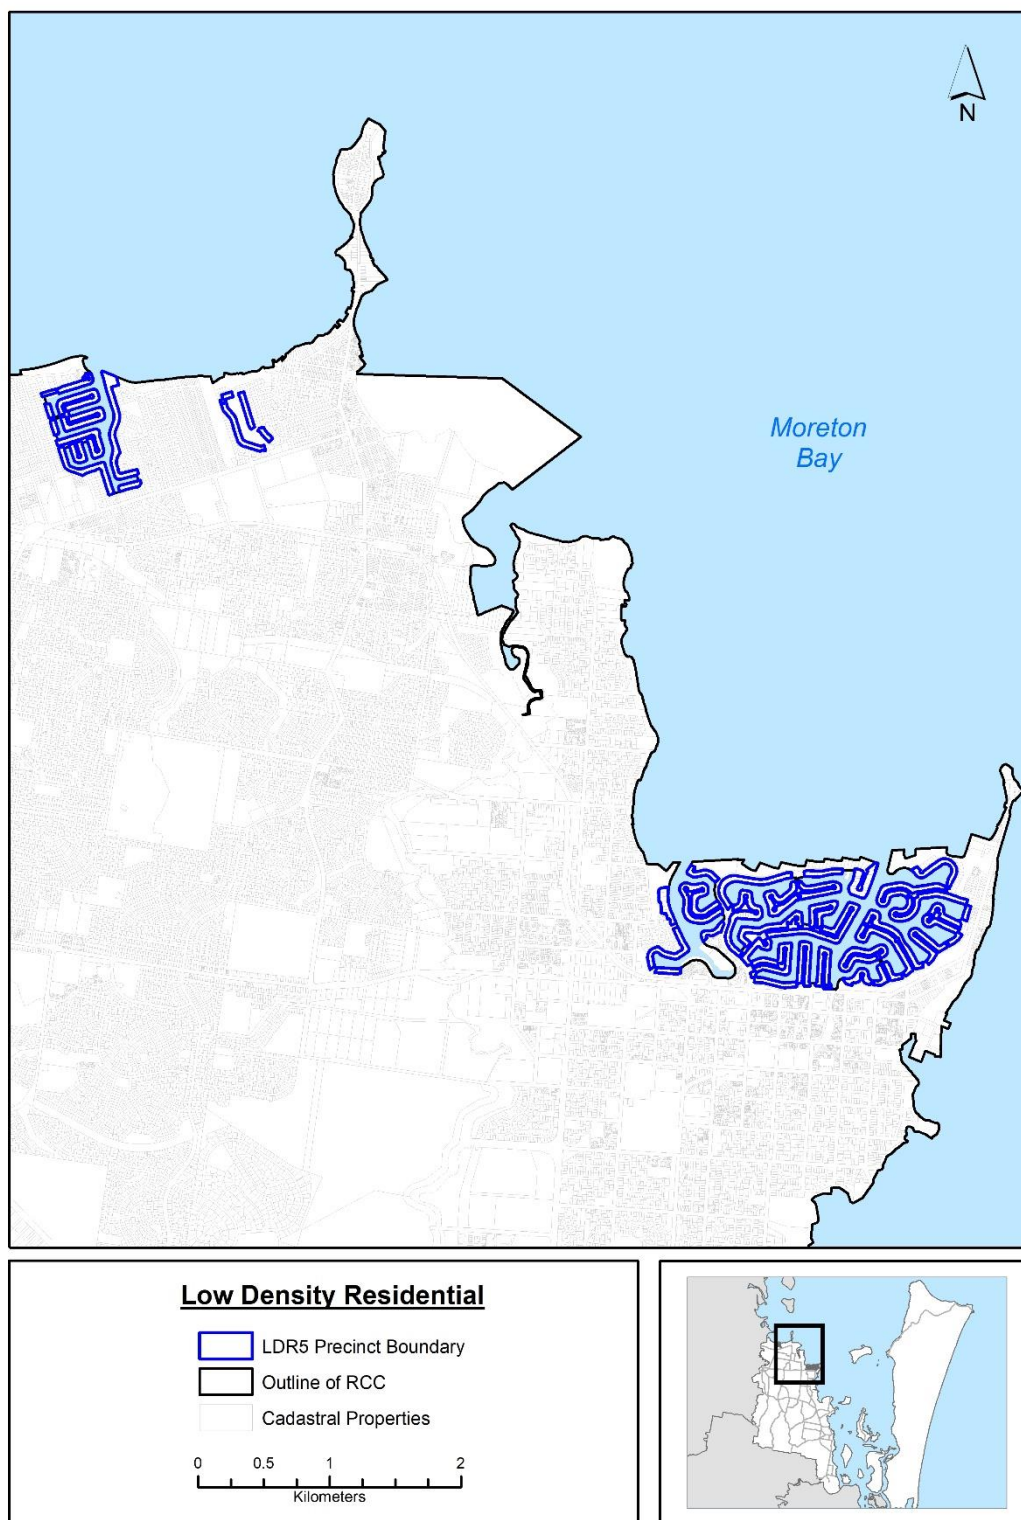 N
Moreton
Bay
Low Density Residential
LDR5 Precinct Boundary
Outline of RCC
Cadastral Properties
0 0.5 1 2
Kilometers